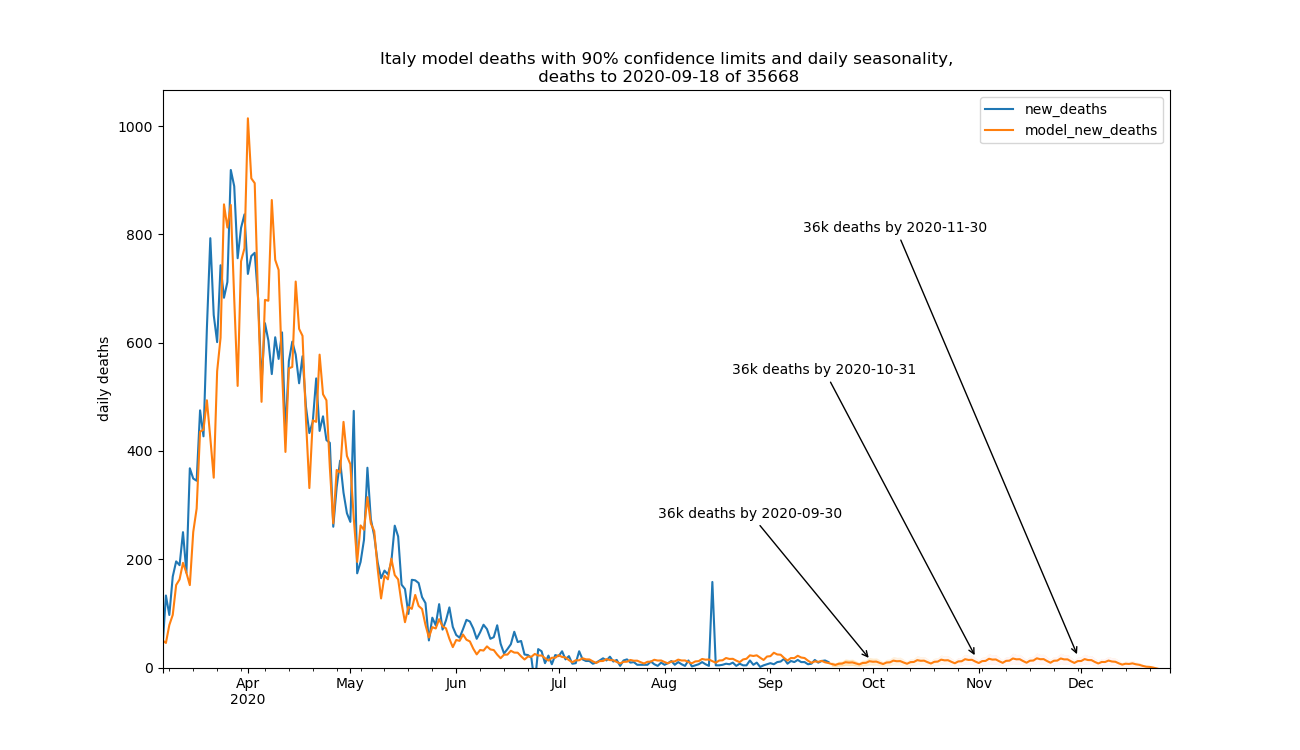 Italy model deaths with 90% confidence limits and daily seasonality,
deaths to 2020-09-18 of 35668
new_deaths
model_new_deaths
1000
800
600
400
200
0
daily deaths
36k deaths by 2020-11-30
36k deaths by 2020-10-31
36k deaths by 2020-09-30
Apr
2020
May
Jun
Jul
Aug
Sep
Oct
Nov
Dec